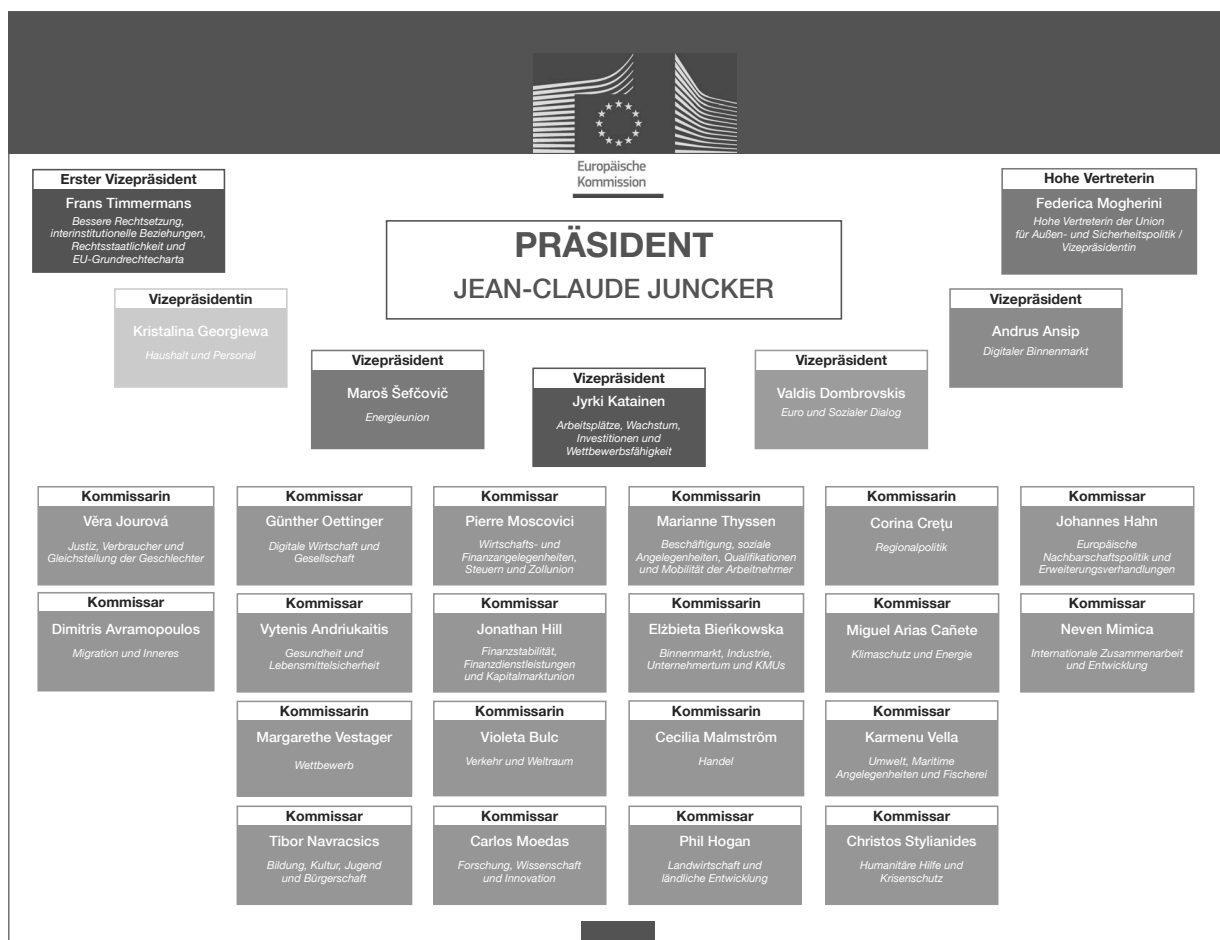 Europäische
Kommission
Erster Vizepräsident
Frans Timmermans
Bessere Rechtsetzung,
interinstitutionelle Beziehungen,
Rechtsstaatlichkeit und
EU-Grundrechtecharta
Hohe Vertreterin
Federica Mogherini
Hohe Vertreterin der Union
für Außen- und Sicherheitspolitik /
Vizepräsidentin
PRÄSIDENT
JEAN-CLAUDE JUNCKER
Vizepräsidentin
Kristalina Georgiewa
Haushalt und Personal
Vizepräsident
Andrus Ansip
Digitaler Binnenmarkt
Vizepräsident
Maroš Šefčovič
Energieunion
Vizepräsident
Jyrki Katainen
Arbeitsplätze, Wachstum,
Investitionen und
Wettbewerbsfähigkeit
Vizepräsident
Valdis Dombrovskis
Euro und Sozialer Dialog
Kommissarin
Věra Jourová
Justiz, Verbraucher und
Gleichstellung der Geschlechter
Kommissar
Günther Oettinger
Digitale Wirtschaft und
Gesellschaft
Kommissar
Pierre Moscovici
Wirtschafts- und
Finanzangelegenheiten,
Steuern und Zollunion
Kommissarin
Marianne Thyssen
Beschäftigung, soziale
Angelegenheiten, Qualifikationen
und Mobilität der Arbeitnehmer
Kommissarin
Corina Crețu
Regionalpolitik
Kommissar
Johannes Hahn
Europäische
Nachbarschaftspolitik und
Erweiterungsverhandlungen
Kommissar
Dimitris Avramopoulos
Migration und Inneres
Kommissar
Vytenis Andriukaitis
Gesundheit und
Lebensmittelsicherheit
Kommissar
Jonathan Hill
Finanzstabilität,
Finanzdienstleistungen
und Kapitalmarktunion
Kommissarin
Elżbieta Bieńkowska
Binnenmarkt, Industrie,
Unternehmertum und KMUs
Kommissar
Miguel Arias Cañete
Klimaschutz und Energie
Kommissar
Neven Mimica
Internationale Zusammenarbeit
und Entwicklung
Kommissarin
Margarethe Vestager
Wettbewerb
Kommissarin
Violeta Bulc
Verkehr und Weltraum
Kommissarin
Cecilia Malmström
Handel
Kommissar
Karmenu Vella
Umwelt, Maritime
Angelegenheiten und Fischerei
Kommissar
Tibor Navracsics
Bildung, Kultur, Jugend
und Bürgerschaft
Kommissar
Carlos Moedas
Forschung, Wissenschaft
und Innovation
Kommissar
Phil Hogan
Landwirtschaft und
ländliche Entwicklung
Kommissar
Christos Stylianides
Humanitäre Hilfe und
Krisenschutz